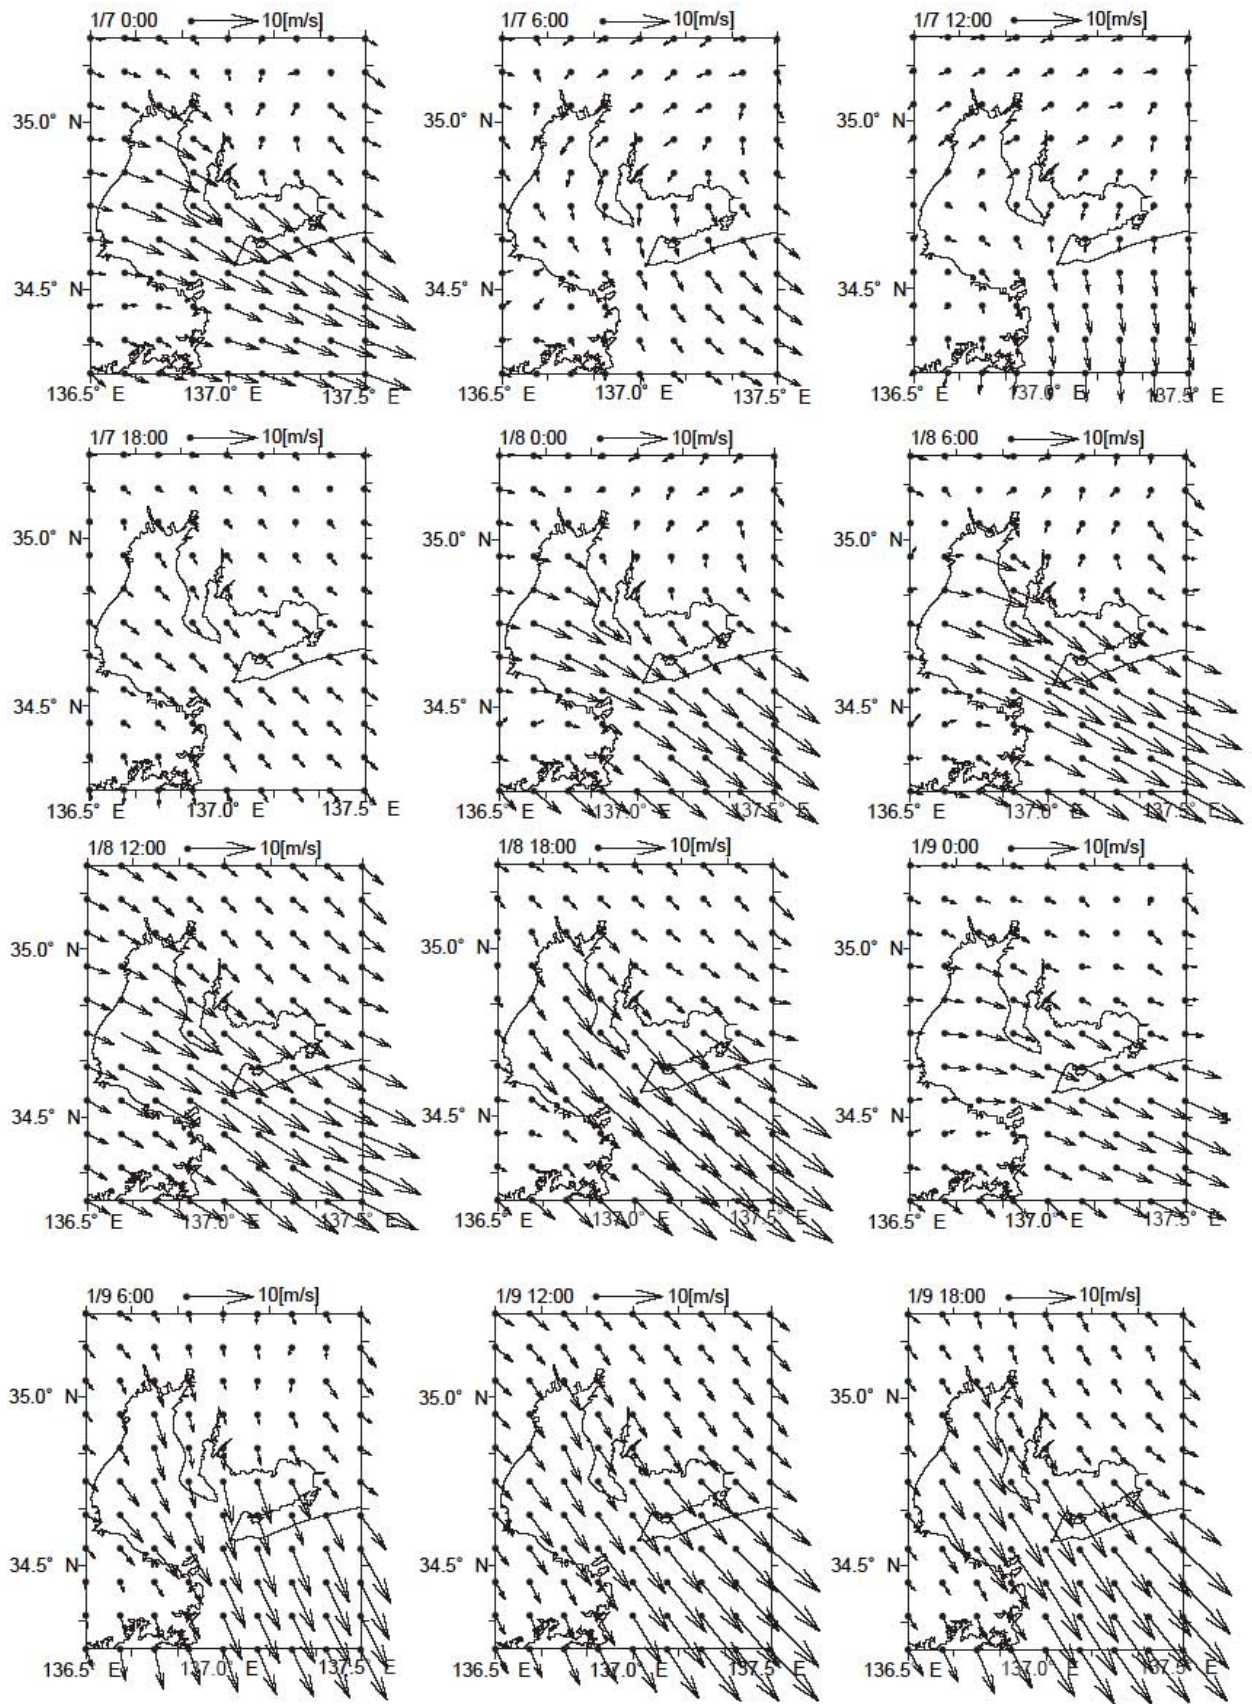 1/7 0:00 10[m/s] 1/7 6:00 10[m/s] 1/7 12:00 10[m/s]
35.0° N 35.0° N 35.0° N
34.5° N 34.5° N 34.5° N
136.5° E 137.0° E 137.5° E 136.5° E 137.0° E 137.5° E 136.5° E 137.0° E 137.5° E
1/7 18:00 10[m/s] 1/8 0:00 10[m/s] 1/8 6:00 10[m/s]
35.0° N 35.0° N 35.0° N
34.5° N 34.5° N 34.5° N
136.5° E 137.0° E 137.5° E 136.5° E 137.0° E 137.5° E 136.5° E 137.0° E 137.5° E
1/8 12:00 10[m/s] 1/8 18:00 10[m/s] 1/9 0:00 10[m/s]
35.0° N 35.0° N 35.0° N
34.5° N 34.5° N 34.5° N
136.5° E 137.0° E 137.5° E 136.5° E 137.0° E 137.5° E 136.5° E 137.0° E 137.5° E
1/9 6:00 10[m/s] 1/9 12:00 10[m/s] 1/9 18:00 10[m/s]
35.0° N 35.0° N 35.0° N
34.5° N 34.5° N 34.5° N
136.5° E 137.0° E 137.5° E 136.5° E 137.0° E 137.5° E 136.5° E 137.0° E 137.5° E